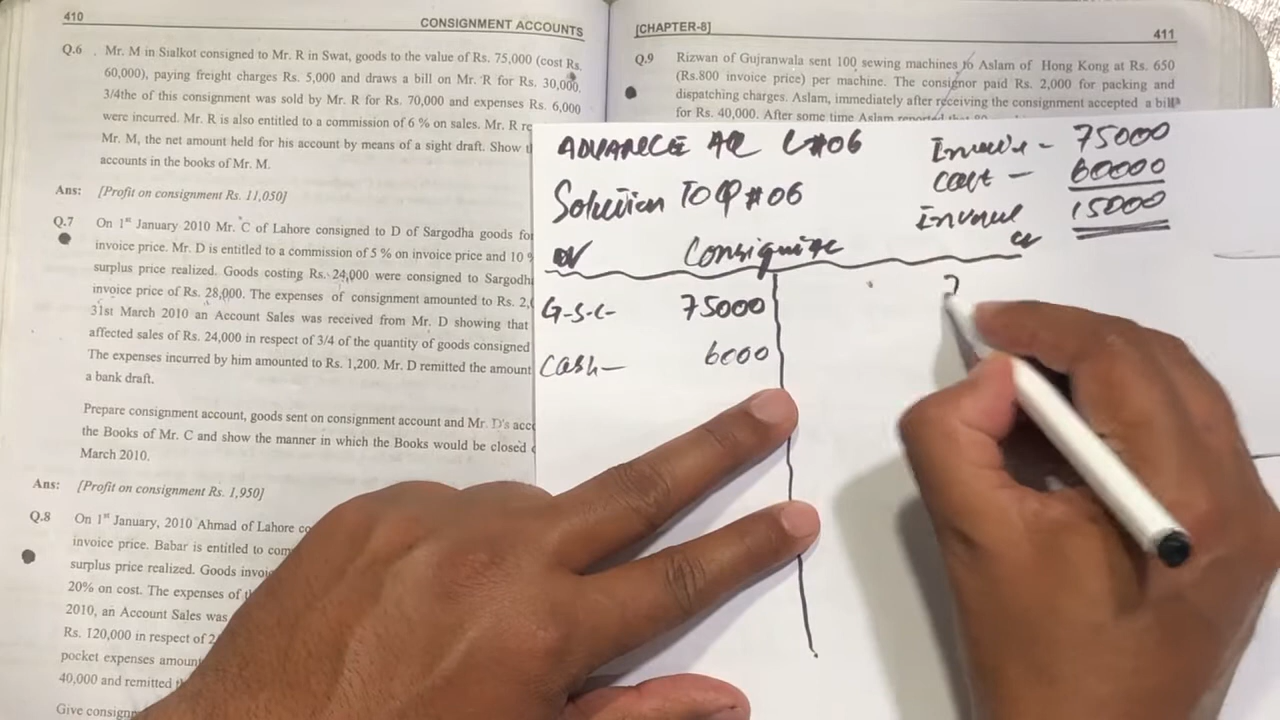 410
CONSIGNMENT ACCOUNTS
Q.6 . Mr. M in Sialkot consigned to Mr. R in Swat, goods to the value of Rs. 75,000 (cost Rs.
60,000), paying freight charges Rs. 5,000 and draws a bill on Mr. R for Rs. 30,000.
3/4the of this consignment was sold by Mr. R for Rs. 70,000 and expenses Rs. 6,000
were incurred. Mr. R is also entitled to a commission of 6 % on sales. Mr. R
Mr. M, the net amount held for his account by means of a sight draft. Show
accounts in the books of Mr. M.
Ans: [Profit on consignment Rs. 11,050]
Q.7 On 1st January 2010 Mr. C of Lahore consigned to D of Sargodha goods
invoice price. Mr. D is entitled to a commission of 5 % on invoice price and 10
surplus price realized. Goods costing Rs. 24,000 were consigned to
invoice price of Rs. 28,000. The expenses of consignment amounted to Rs.
31st March 2010 an Account Sales was received from Mr. D showing that
affected sales of Rs. 24,000 in respect of 3/4 of the quantity of goods consigned
The expenses incurred by him amounted to Rs. 1,200. Mr. D remitted the amount
a bank draft.
Prepare consignment account, goods sent on consignment account and Mr. D's
the Books of Mr. C and show the manner in which the Books would be closed
March 2010.
Ans: [Profit on consignment Rs. 1,950]
Q.8 On 1st January, 2010 Ahmad of Lahore
invoice price. Babar is entitled to
surplus price realized. Goods
20% on cost. The expenses of
2010, an Account Sales was
Rs. 120,000 in respect of
pocket expenses
40,000 and remitted
Give
[CHAPTER-8]
411
Q.9 Rizwan of Gujranwala sent 100 sewing machines to Aslam of Hong Kong at Rs. 650
(Rs.800 invoice price) per machine. The consignor paid Rs. 2,000 for packing and
dispatching charges. Aslam, immediately after receiving the consignment accepted a bill
for Rs. 40,000. After some time Aslam reported that
ADVANCE AC L#06
Solution TO Q#06
Invoice - 75000
Cost - 60000
15000
Dr
Cr
G-S-C- 75000
Cash- 6000
7